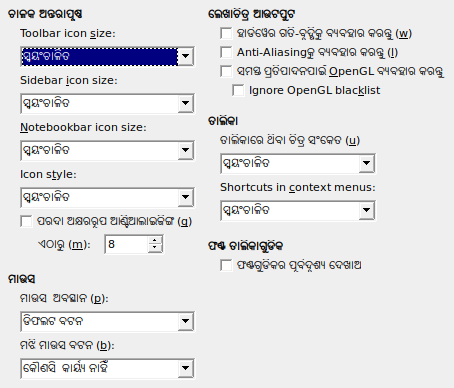 ଚାଳକ ଅନ୍ତରାପୃଷ୍ଠ
Toolbar icon size:
ସ୍ୱୟଂଚାଳିତ
Sidebar icon size:
ସ୍ୱୟଂଚାଳିତ
Notebookbar icon size:
ସ୍ୱୟଂଚାଳିତ
Icon style:
ସ୍ୱୟଂଚାଳିତ
ପରଦା ଅକ୍ଷରରୂପ ଆଣ୍ଟିଆଲାଇଜିଙ୍ଗ (g)
ଏଠାରୁ (m):
8
ମାଉସ
ମାଉସ ଅବସ୍ଥାନ (p):
ଡିଫଲଟ ବଟନ
ମଝି ମାଉସ ବଟନ (b):
କୌଣସି କାର୍ୟ୍ୟ ନାହିଁ
ଲେଖାଚିତ୍ର ଆଉଟପୁଟ
ହାର୍ଡୱେର ଗତି-ବୃଦ୍ଧିକୁ ବ୍ୟବହାର କରନ୍ତୁ (w)
Anti-Aliasingକୁ ବ୍ୟବହାର କରନ୍ତୁ (l)
ସମସ୍ତ ପ୍ରତିପାଦନପାଇଁ OpenGL ବ୍ୟବହାର କରନ୍ତୁ
Ignore OpenGL blacklist
ତାଲିକା
ତାଲିକାରେ ଥିବା ଚିତ୍ର ସଂକେତ (u)
ସ୍ୱୟଂଚାଳିତ
Shortcuts in context menus:
ସ୍ୱୟଂଚାଳିତ
ଫଣ୍ଟ ତାଲିକାଗୁଡିକ
ଫଣ୍ଟଗୁଡିକର ପୂର୍ବଦୃଶ୍ୟ ଦେଖାଅ